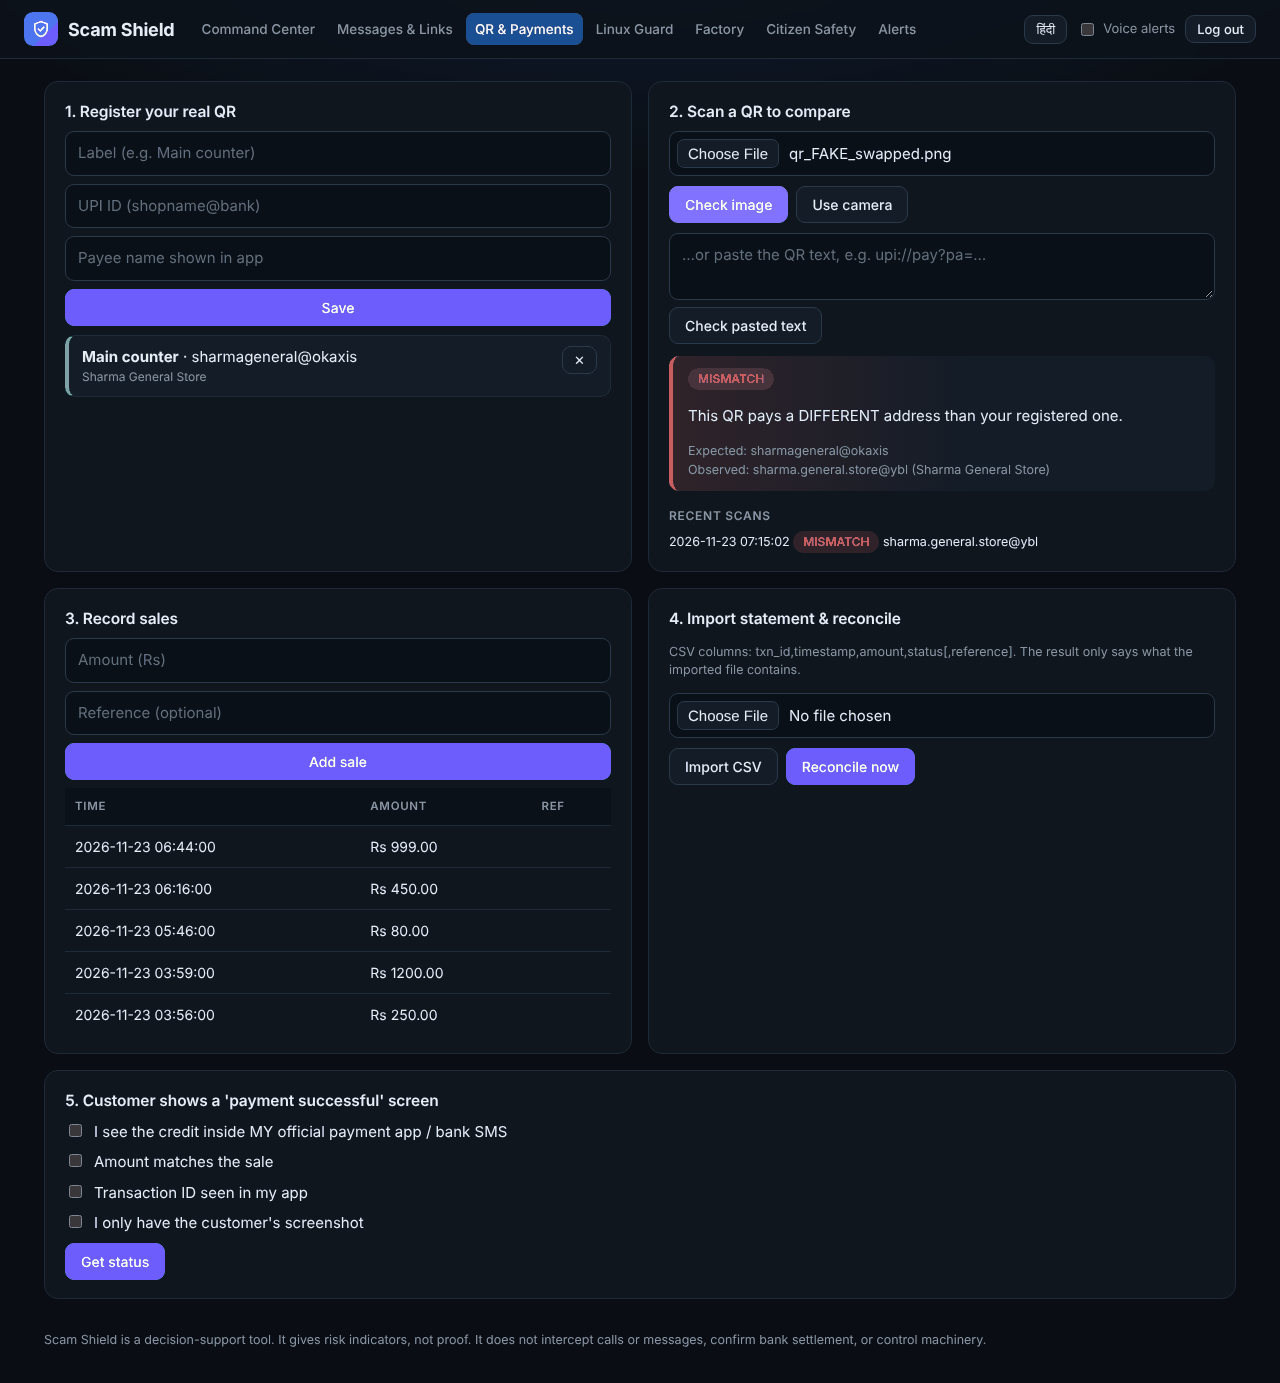 Scam Shield
Command Center
Messages & Links
QR & Payments
Linux Guard
Factory
Citizen Safety
Alerts
हिंदी
Voice alerts
Log out
1. Register your real QR
Label (e.g. Main counter)
UPI ID (shopname@bank)
Payee name shown in app
Save
Main counter · sharmageneral@okaxis
✕
Sharma General Store
2. Scan a QR to compare
Choose File qr_FAKE_swapped.png
Check image
Use camera
...or paste the QR text, e.g. upi://pay?pa=...
Check pasted text
MISMATCH
This QR pays a DIFFERENT address than your registered one.
Expected: sharmageneral@okaxis
Observed: sharma.general.store@ybl (Sharma General Store)
RECENT SCANS
2026-11-23 07:15:02 MISMATCH sharma.general.store@ybl
3. Record sales
Amount (Rs)
Reference (optional)
Add sale
TIME AMOUNT REF
2026-11-23 06:44:00 Rs 999.00
2026-11-23 06:16:00 Rs 450.00
2026-11-23 05:46:00 Rs 80.00
2026-11-23 03:59:00 Rs 1200.00
2026-11-23 03:56:00 Rs 250.00
4. Import statement & reconcile
CSV columns: txn_id,timestamp,amount,status[,reference]. The result only says what the
imported file contains.
Choose File No file chosen
Import CSV
Reconcile now
5. Customer shows a 'payment successful' screen
I see the credit inside MY official payment app / bank SMS
Amount matches the sale
Transaction ID seen in my app
I only have the customer's screenshot
Get status
Scam Shield is a decision-support tool. It gives risk indicators, not proof. It does not intercept calls or messages, confirm bank settlement, or control machinery.